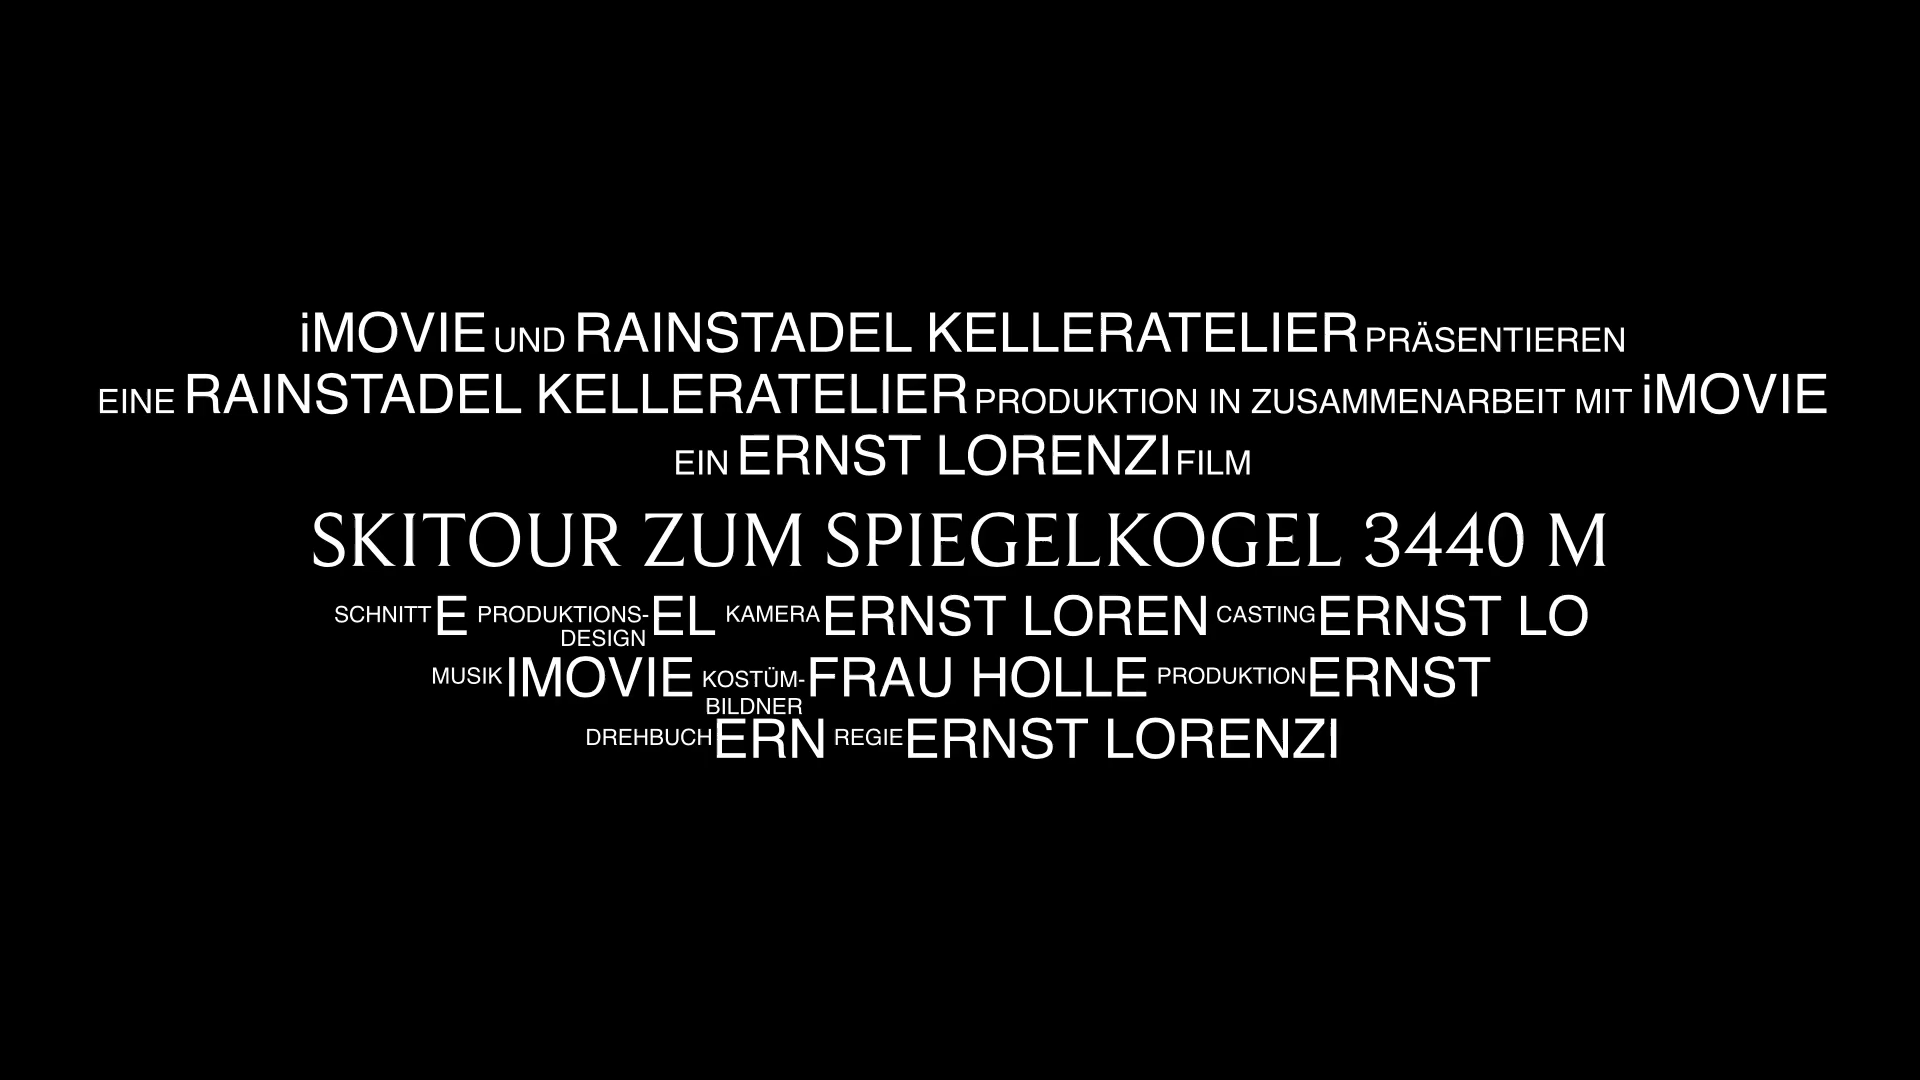 iMOVIE UND RAINSTADEL KELLERATELIER PRÄSENTIEREN
EINE RAINSTADEL KELLERATELIER PRODUKTION IN ZUSAMMENARBEIT MIT iMOVIE
EIN ERNST LORENZI FILM
SKITOUR ZUM SPIEGELKOGEL 3440 M
SCHNITT E PRODUKTIONS-DESIGN EL KAMERA ERNST LOREN CASTING ERNST LO
MUSIK IMOVIE KOSTÜM-BILDNER FRAU HOLLE PRODUKTION ERNST
DREHBUCH ERN REGIE ERNST LORENZI